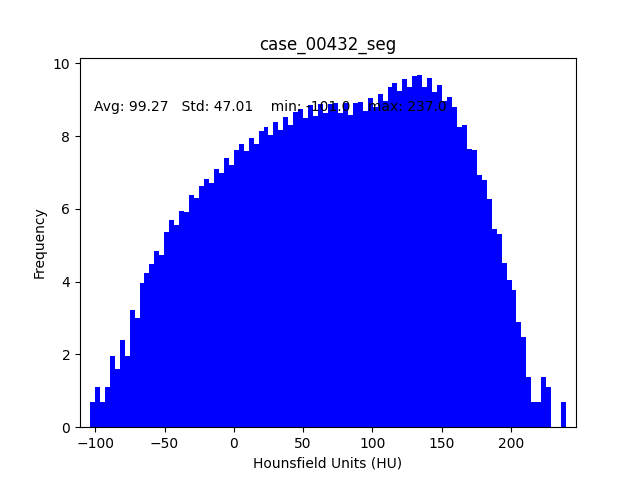 case_00432_seg
10
Avg: 99.27 Std: 47.01 min: -101.0 max: 237.0
8
6
Frequency
4
2
0
−100 −50 0 50 100 150 200
Hounsfield Units (HU)